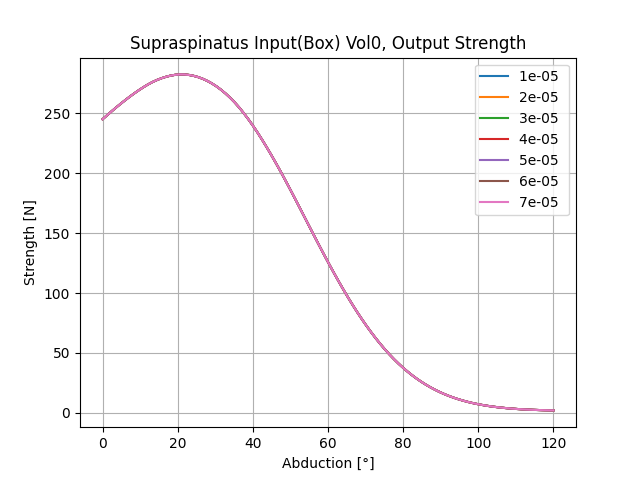 Supraspinatus Input(Box) Vol0, Output Strength
1e-05
2e-05
3e-05
4e-05
5e-05
6e-05
7e-05
Strength [N]
250
200
150
100
50
0
0 20 40 60 80 100 120
Abduction [°]